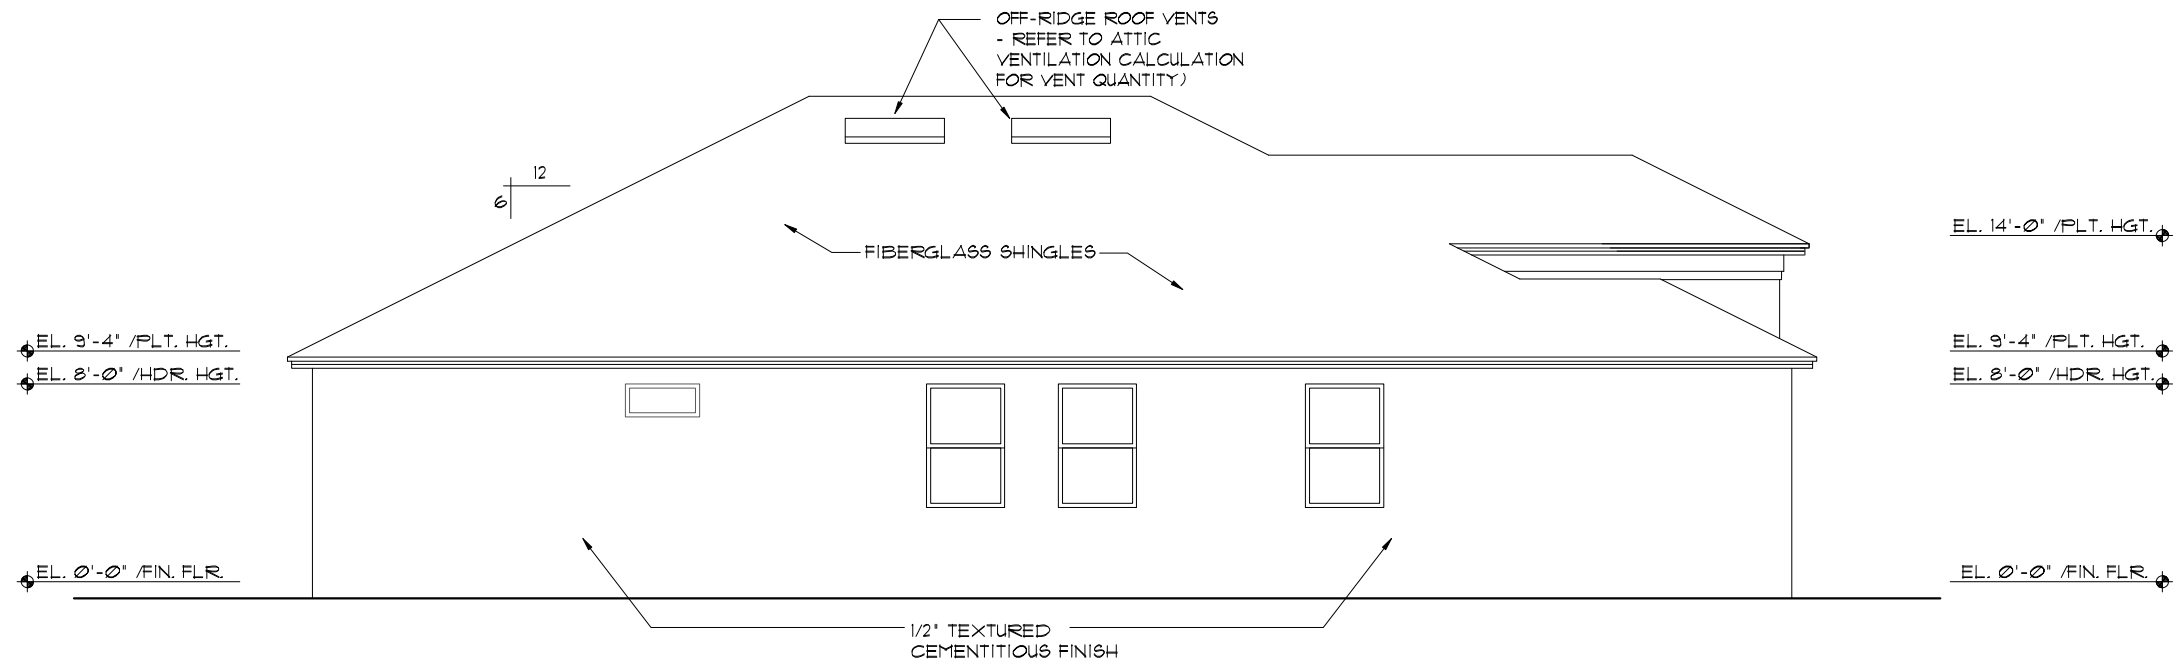 OFF-RIDGE ROOF VENTS
- REFER TO ATTIC
VENTILATION CALCULATION
FOR VENT QUANTITY)
12
6
EL. 14'-0" /PLT. HGT.
FIBERGLASS SHINGLES
EL. 9'-4" /PLT. HGT.
EL. 9'-4" /PLT. HGT.
EL. 8'-0" /HDR. HGT.
EL. 8'-0" /HDR. HGT.
EL. 0'-0" /FIN. FLR.
EL. 0'-0" /FIN. FLR.
1/2" TEXTURED
CEMENTITIOUS FINISH